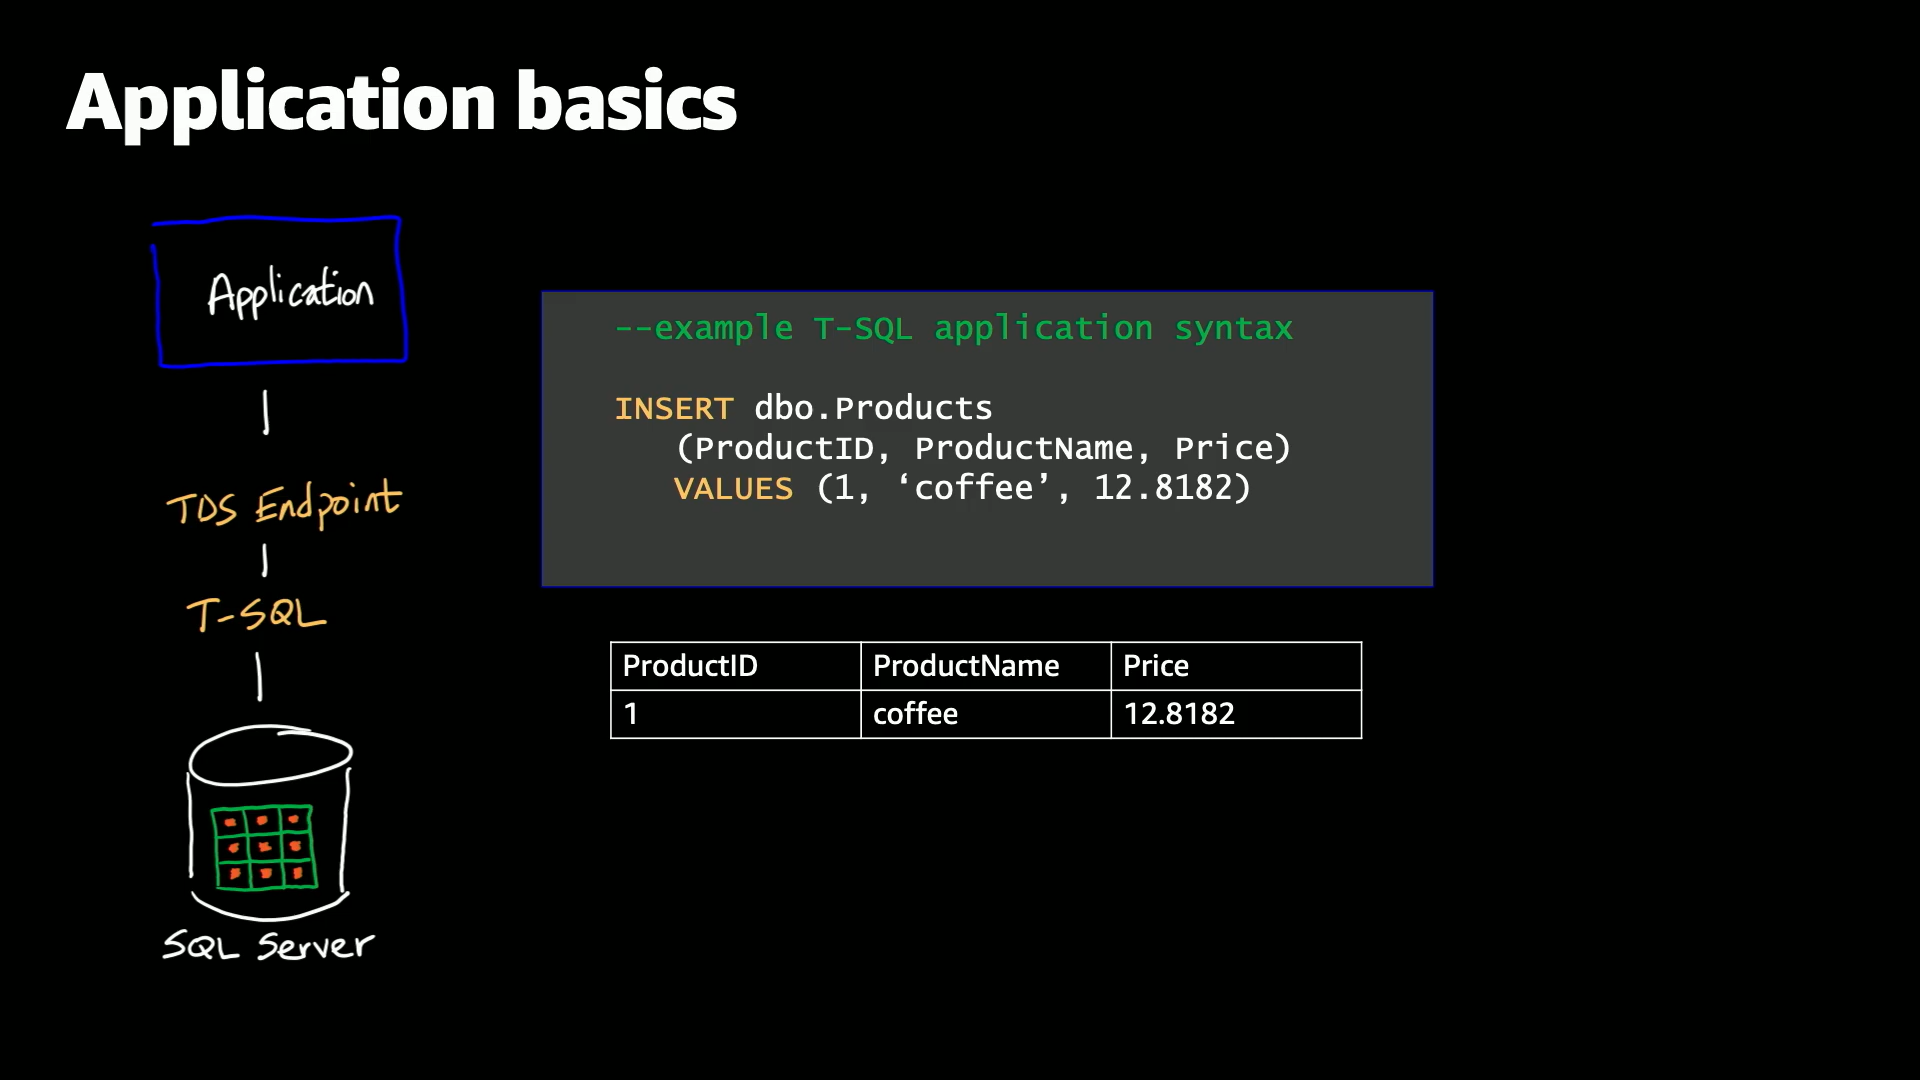 Application basics
Application
TDS Endpoint
T-SQL
SQL Server
--example T-SQL application syntax
INSERT dbo.Products
(ProductID, ProductName, Price)
VALUES (1, ‘coffee’, 12.8182)
ProductID ProductName Price
1 coffee 12.8182